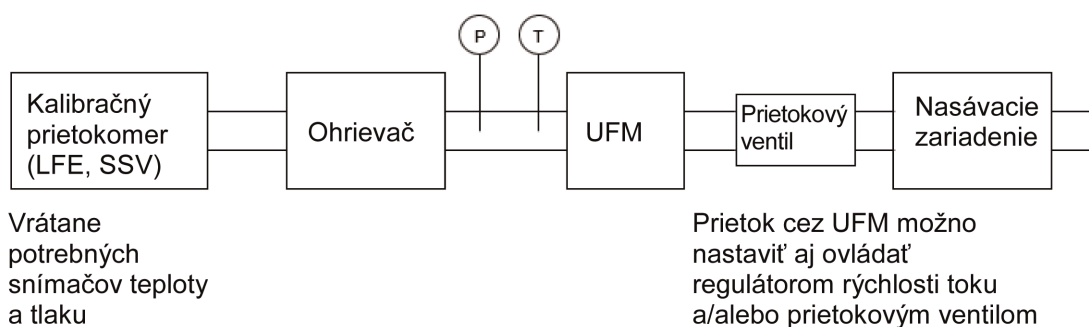 P
T
Kalibračný
prietokomer
(LFE, SSV)
Ohrievač
UFM
Prietokový
ventil
Nasávacie
zariadenie
Vrátane
potrebných
snímačov teploty
a tlaku
Prietok cez UFM možno
nastaviť aj ovládať
regulátorom rýchlosti toku
a/alebo prietokovým ventilom